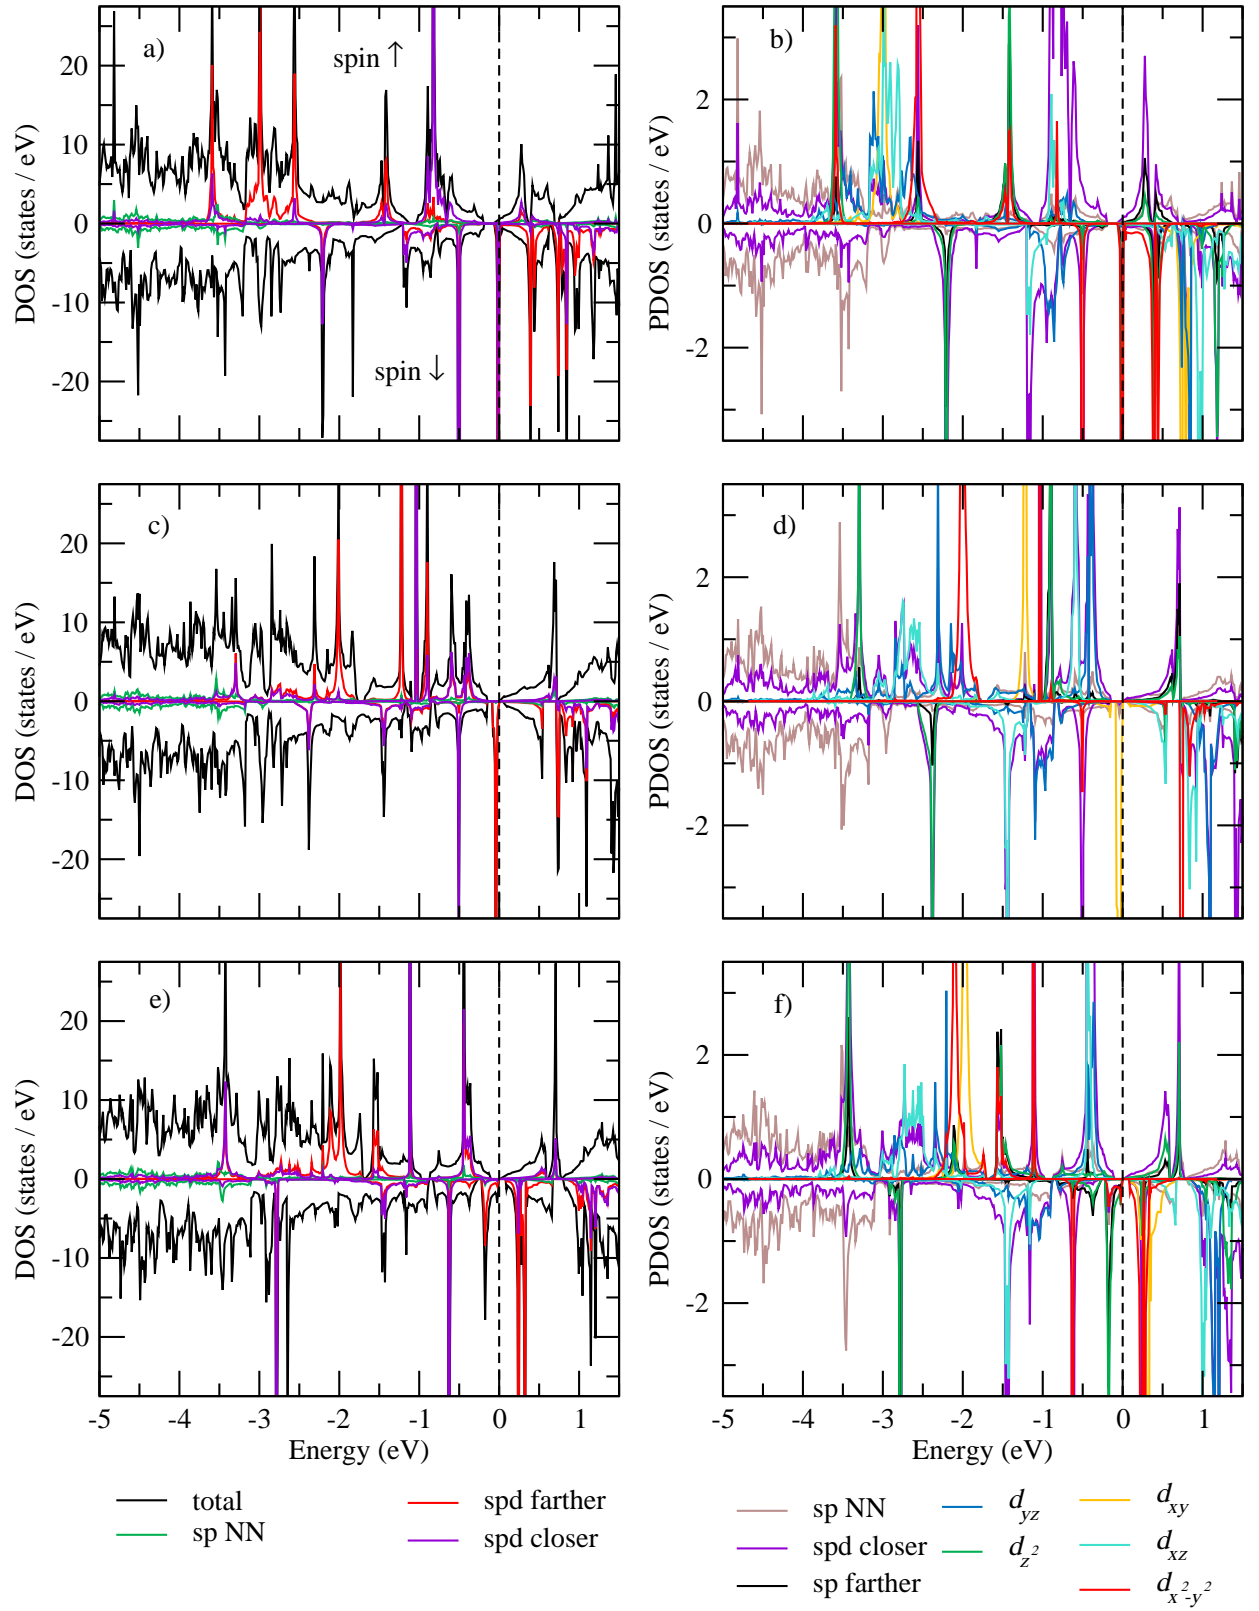 a)
spin ↑
spin ↓
DOS (states / eV)
20
10
0
-10
-20
b)
PDOS (states / eV)
2
0
-2
c)
DOS (states / eV)
20
10
0
-10
-20
d)
PDOS (states / eV)
2
0
-2
e)
DOS (states / eV)
20
10
0
-10
-20
-5 -4 -3 -2 -1 0 1
Energy (eV)
f)
PDOS (states / eV)
2
0
-2
-5 -4 -3 -2 -1 0 1
Energy (eV)
total
sp NN
spd farther
spd closer
sp NN
spd closer
sp farther
d_yz
d_z²
d_xy
d_xz
d_x²-y²